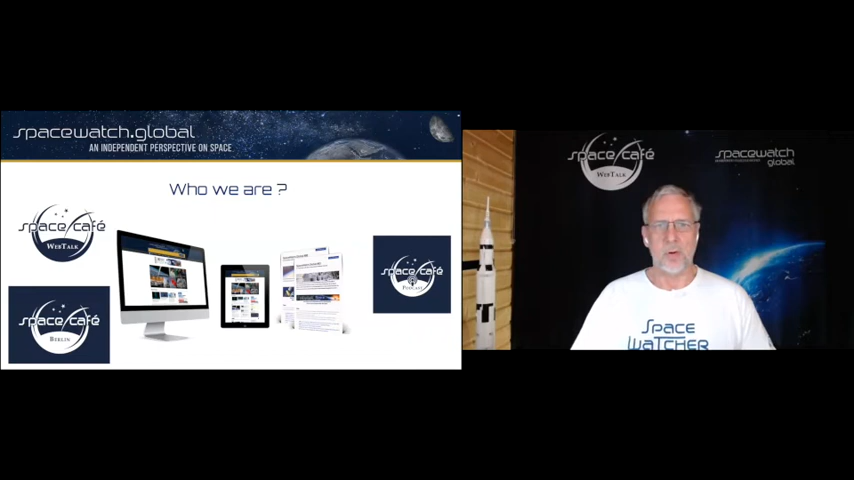 spacewatch.global
AN INDEPENDENT PERSPECTIVE ON SPACE
Who we are ?
space/café
WEBTALK
space/café
BERLIN
space/café
PODCAST
space/café
WEBTALK
spacewatch
global
SPACE
WATCHER